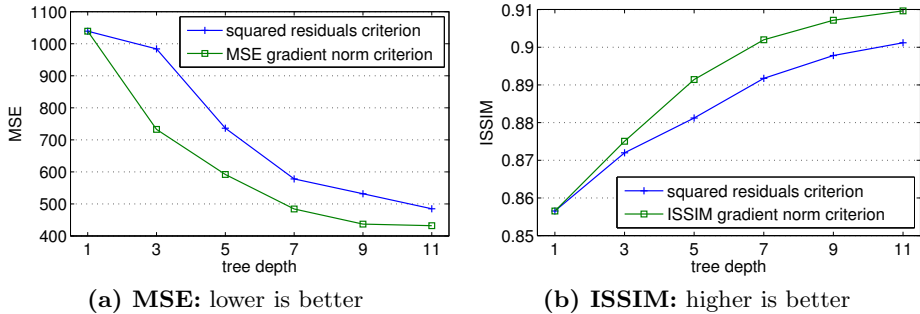 1100
1000
900
800
700
600
500
400
MSE
1 3 5 7 9 11
tree depth
squared residuals criterion
MSE gradient norm criterion
(a) MSE: lower is better
0.91
0.9
0.89
0.88
0.87
0.86
0.85
ISSIM
1 3 5 7 9 11
tree depth
squared residuals criterion
ISSIM gradient norm criterion
(b) ISSIM: higher is better